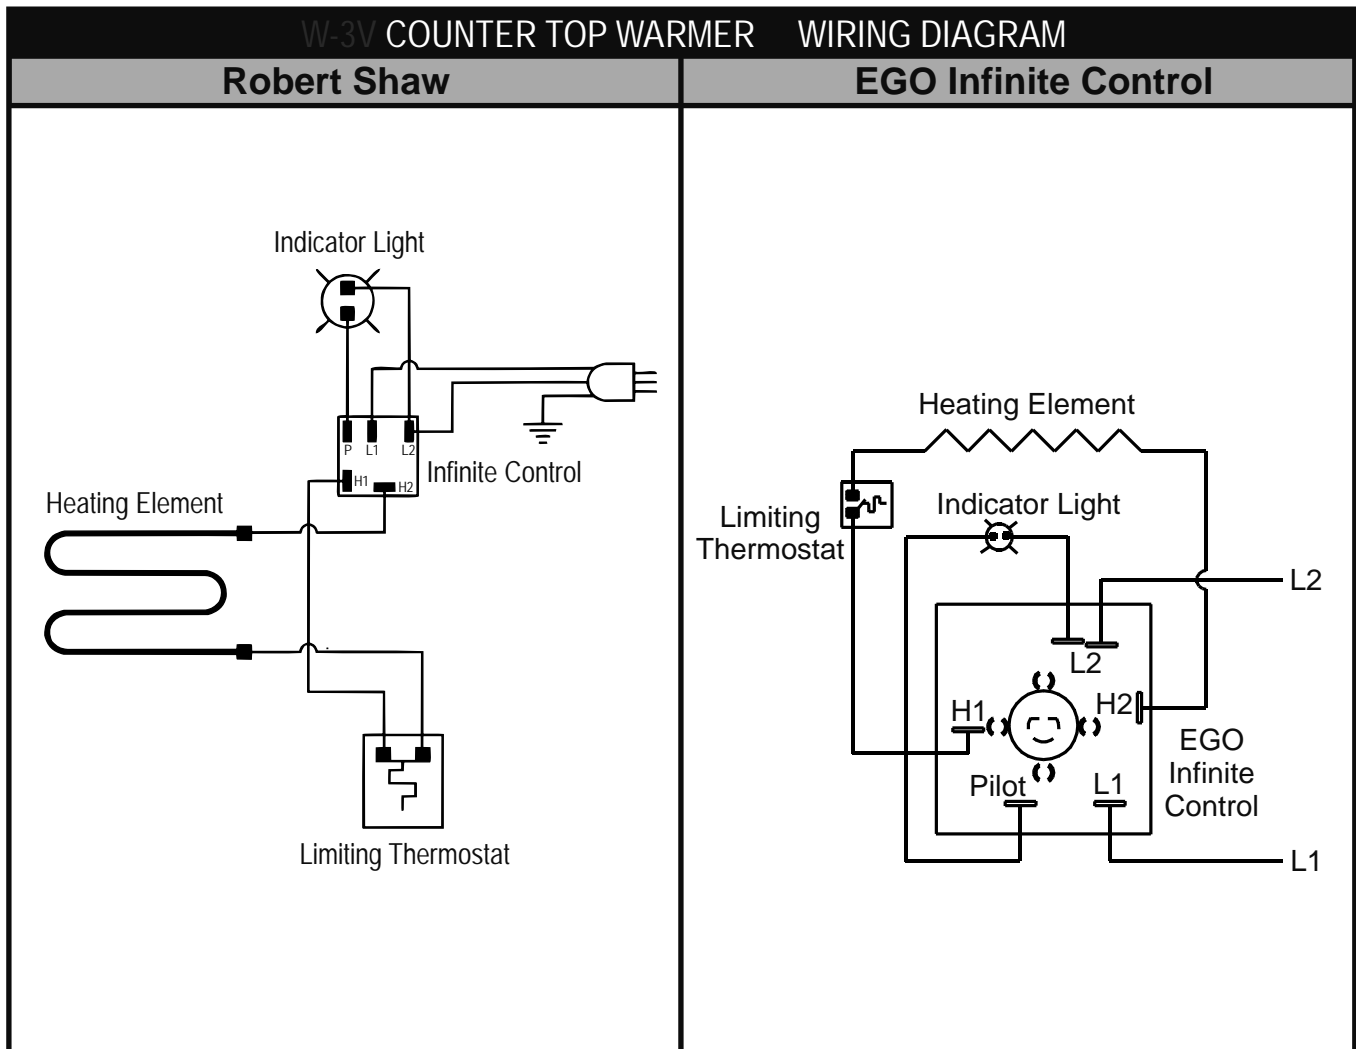 W-3V COUNTER TOP WARMER WIRING DIAGRAM
Robert Shaw
EGO Infinite Control
Indicator Light
P L1 L2
H1
H2
Infinite Control
Heating Element
Limiting Thermostat
Heating Element
Limiting
Thermostat
Indicator Light
L2
L2
H1
H2
EGO
Infinite
Control
Pilot
L1
L1